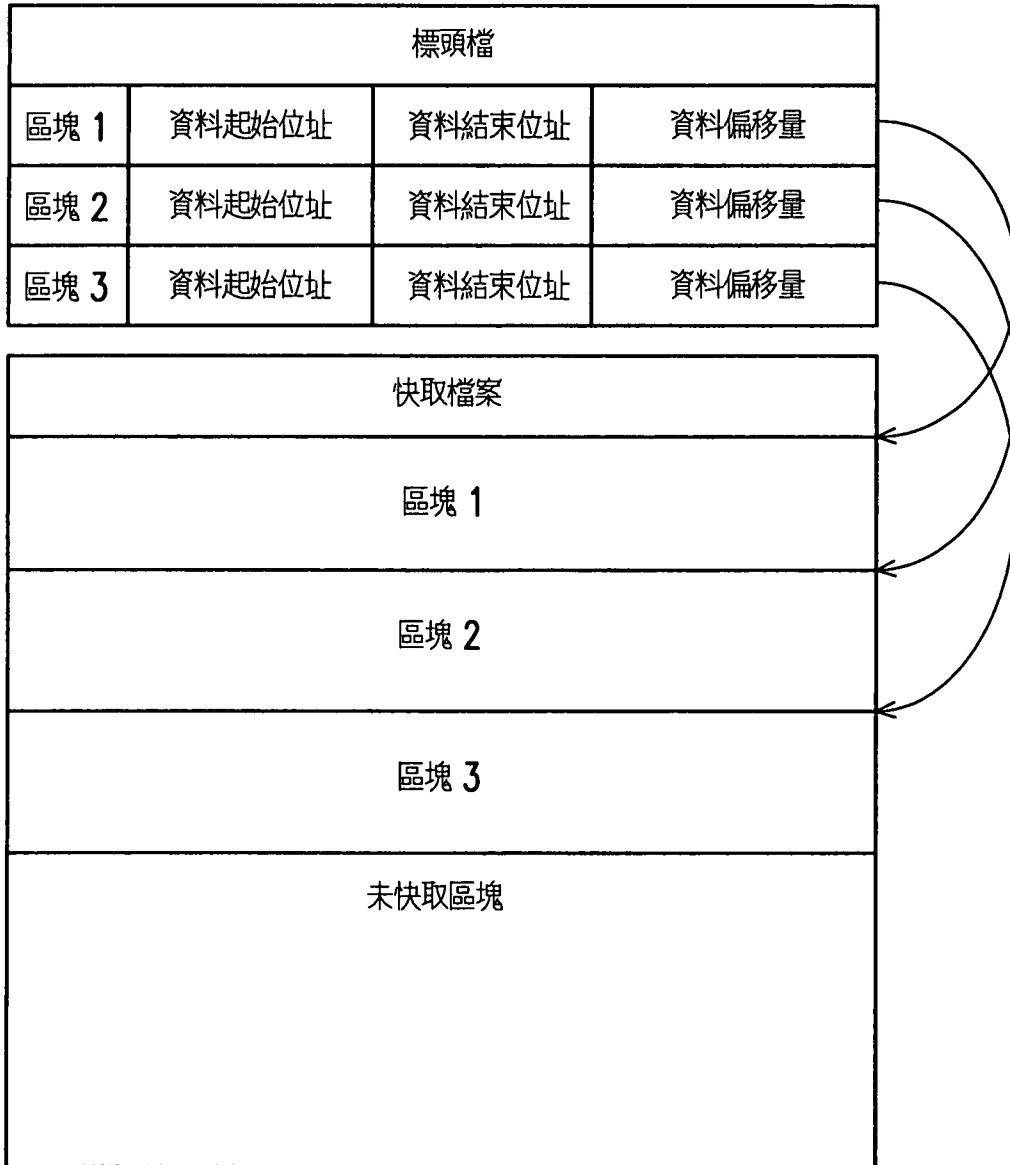 標頭檔
區塊 1 資料起始位址 資料結束位址 資料偏移量
區塊 2 資料起始位址 資料結束位址 資料偏移量
區塊 3 資料起始位址 資料結束位址 資料偏移量
快取檔案
區塊 1
區塊 2
區塊 3
未快取區塊